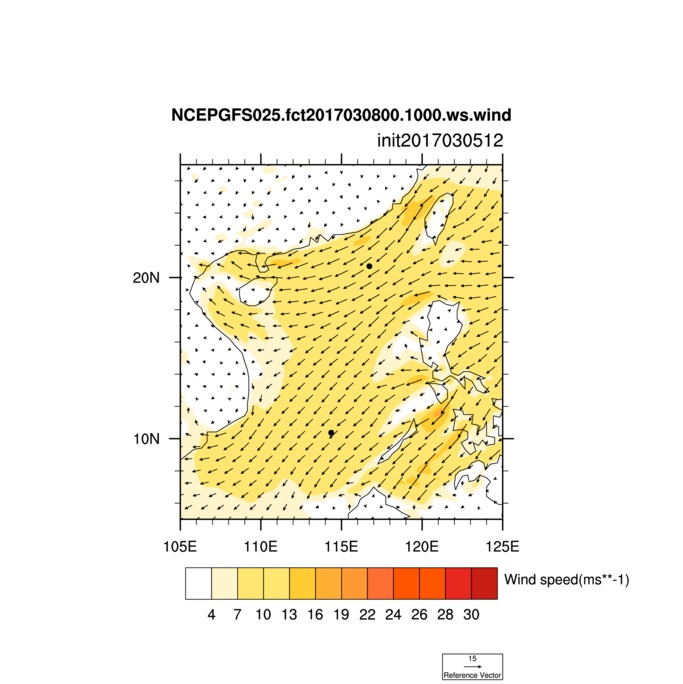 NCEPGFS025.fct2017030800.1000.ws.wind
init2017030512
20N
10N
105E 110E 115E 120E 125E
Wind speed(ms**-1)
4 7 10 13 16 19 22 24 26 28 30
15
Reference Vector